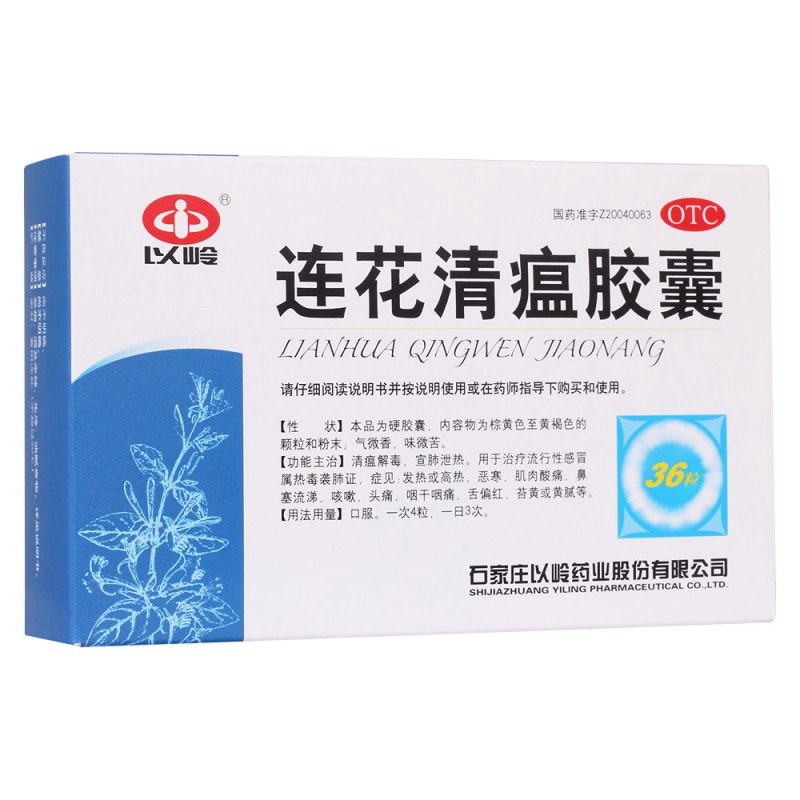 ®
以岭
国药准字Z20040063
OTC
连花清瘟胶囊
LIANHUA QINGWEN JIAONANG
请仔细阅读说明书并按说明使用或在药师指导下购买和使用。
【性　状】本品为硬胶囊，内容物为棕黄色至黄褐色的
颗粒和粉末；气微香，味微苦。
【功能主治】清瘟解毒，宣肺泄热。用于治疗流行性感冒
属热毒袭肺证，症见：发热或高热，恶寒，肌肉酸痛，鼻
塞流涕，咳嗽，头痛，咽干咽痛，舌偏红，苔黄或黄腻等。
【用法用量】口服。一次4粒，一日3次。
36粒
石家庄以岭药业股份有限公司
SHIJIAZHUANG YILING PHARMACEUTICAL CO.,LTD.